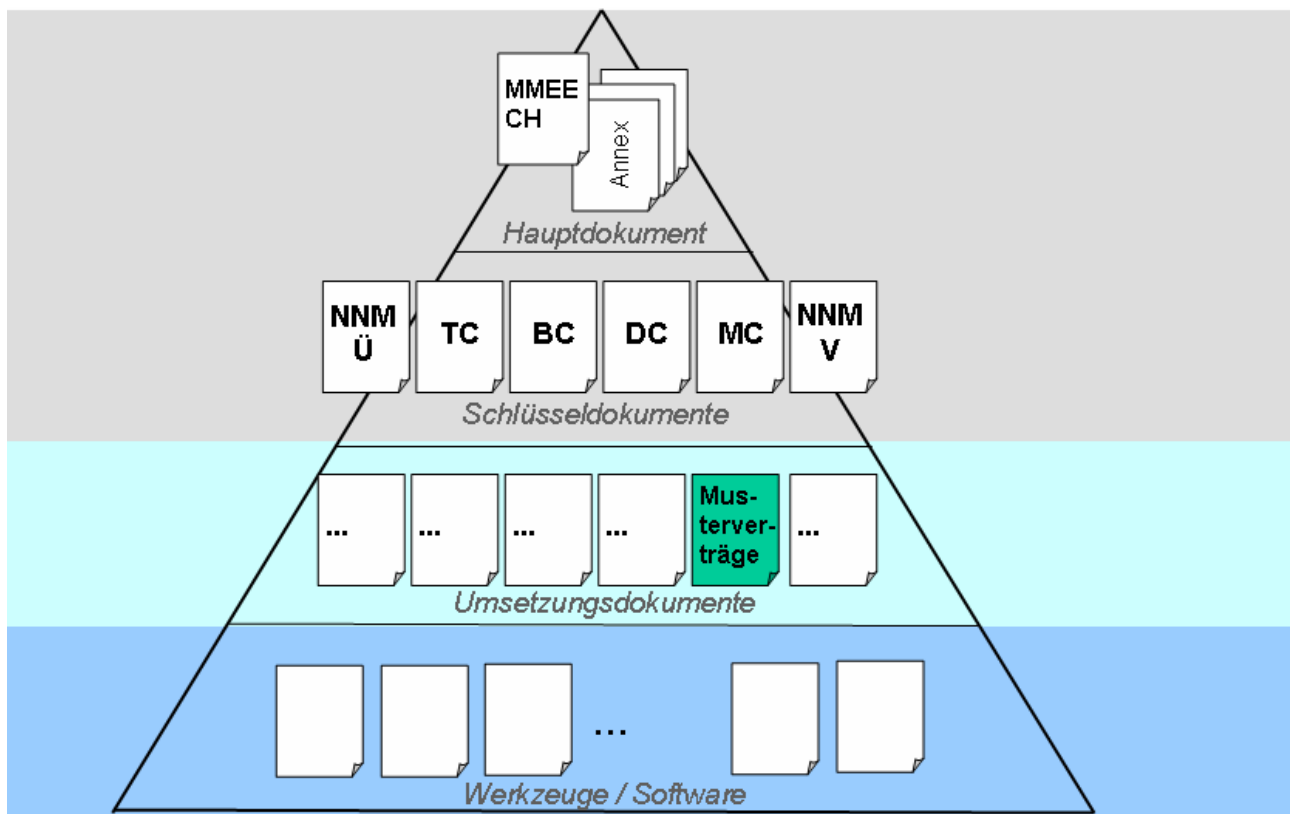 MMEE
CH
Annex
Hauptdokument
NNM
Ü
TC
BC
DC
MC
NNM
V
Schlüsseldokumente
...
...
...
...
Mus-
terver-
träge
...
Umsetzungsdokumente
...
Werkzeuge / Software